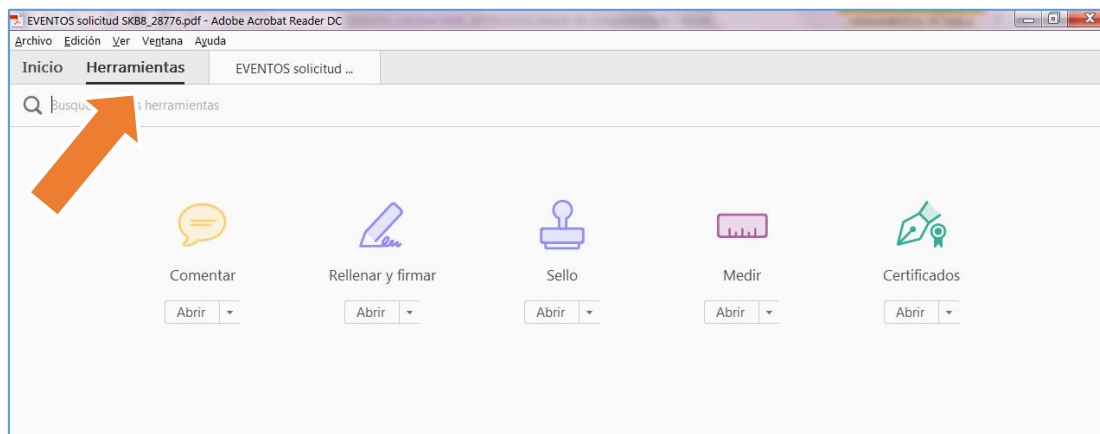 EVENTOS solicitud SKB8_28776.pdf - Adobe Acrobat Reader DC
Archivo Edición Ver Ventana Ayuda
Inicio Herramientas EVENTOS solicitud ...
herramientas
Comentar Rellenar y firmar Sello Medir Certificados
Abrir Abrir Abrir Abrir Abrir